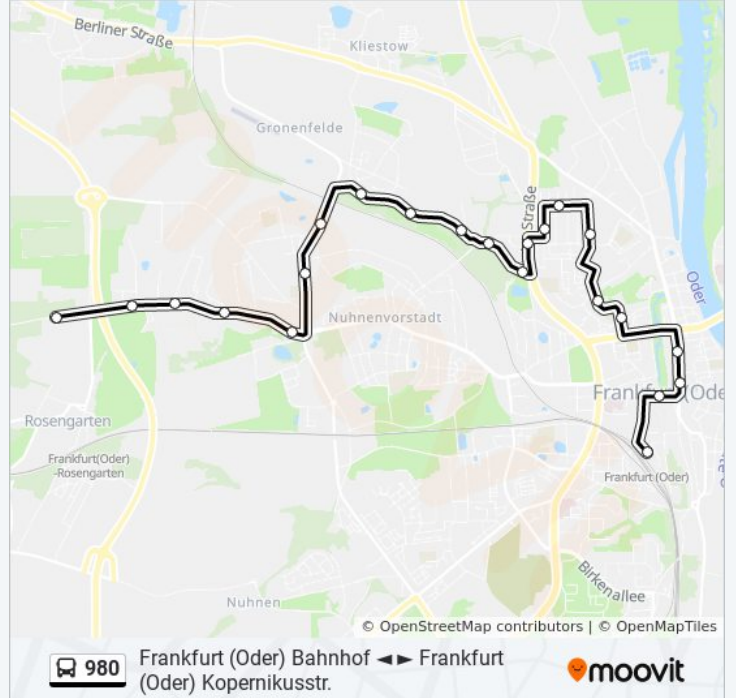 Berliner Straße
Kliestow
Gronenfelde
Straße
Oder
Nuhnenvorstadt
Frankfurt (Ode
Rosengarten
Frankfurt(Oder)
-Rosengarten
Frankfurt (Oder)
Birkenallee
Nuhnen
© OpenStreetMap contributors | © OpenMapTiles
980
Frankfurt (Oder) Bahnhof ◄ ► Frankfurt
(Oder) Kopernikusstr.
moovit